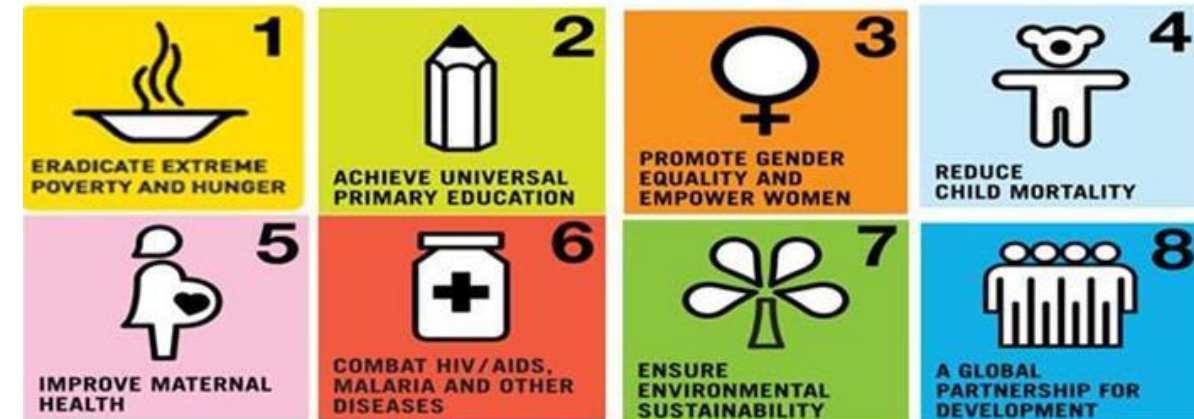 1
ERADICATE EXTREME
POVERTY AND HUNGER
2
ACHIEVE UNIVERSAL
PRIMARY EDUCATION
3
PROMOTE GENDER
EQUALITY AND
EMPOWER WOMEN
4
REDUCE
CHILD MORTALITY
5
IMPROVE MATERNAL
HEALTH
6
COMBAT HIV/AIDS,
MALARIA AND OTHER
DISEASES
7
ENSURE
ENVIRONMENTAL
SUSTAINABILITY
8
A GLOBAL
PARTNERSHIP FOR
DEVELOPMENT